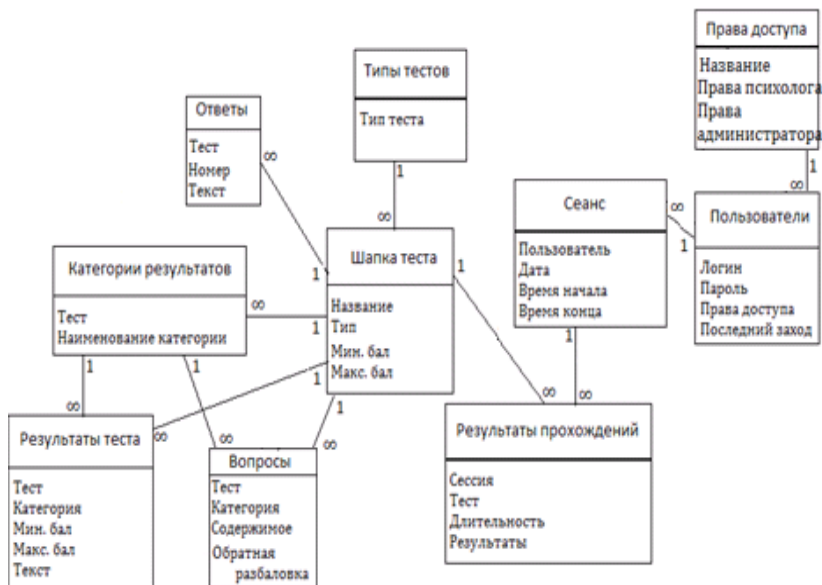 Права доступа
Название
Права психолога
Права
администратора
Типы тестов
Тип теста
Ответы
Тест
Номер
Текст
∞
1
1
∞
1
∞
Сеанс
Пользователь
Дата
Время начала
Время конца
∞
1
Пользователи
Логин
Пароль
Права доступа
Последний заход
Шапка теста
Название
Тип
Мин. бал
Макс. бал
1
1
∞
1
Категории результатов
Тест
Наименование категории
1
1
1
1
1
∞
∞
∞
∞
∞
∞
Результаты теста
Тест
Категория
Мин. бал
Макс. бал
Текст
Вопросы
Тест
Категория
Содержимое
Обратная
разбаловка
Результаты прохождений
Сессия
Тест
Длительность
Результаты